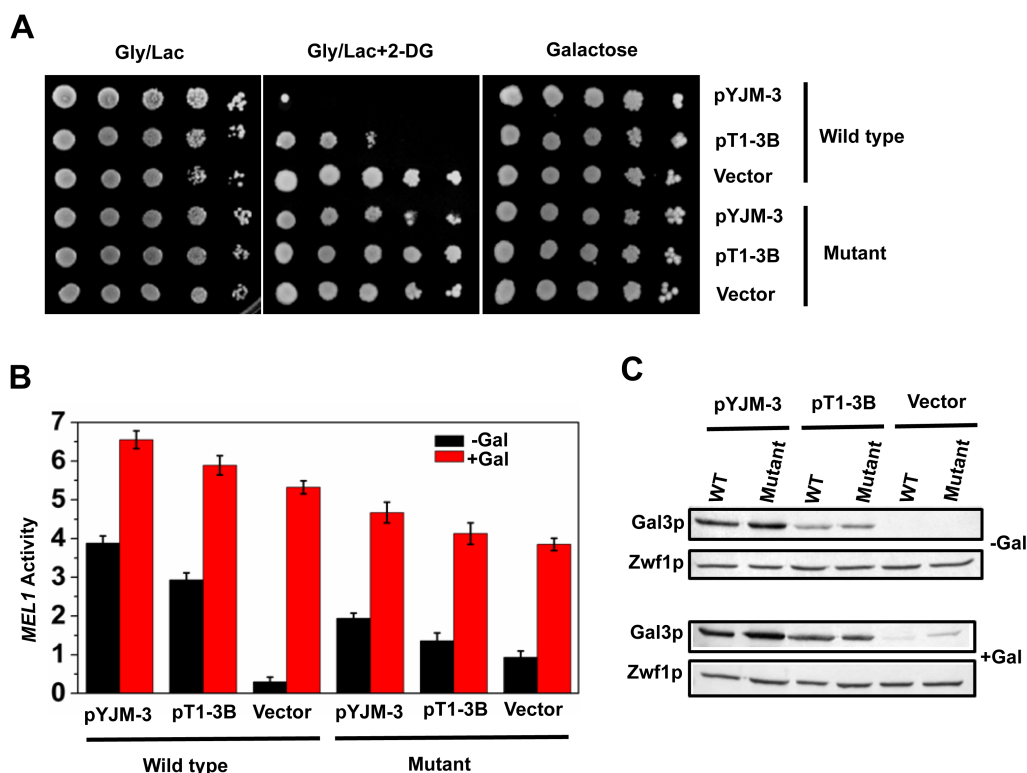 A
Gly/Lac
Gly/Lac+2-DG
Galactose
pYJM-3
pT1-3B
Vector
Wild type
pYJM-3
pT1-3B
Vector
Mutant
B
MEL1 Activity
7
6
5
4
3
2
1
0
-Gal
+Gal
pYJM-3
pT1-3B
Vector
pYJM-3
pT1-3B
Vector
Wild type
Mutant
C
pYJM-3
pT1-3B
Vector
WT
Mutant
WT
Mutant
WT
Mutant
Gal3p
Zwf1p
-Gal
Gal3p
Zwf1p
+Gal